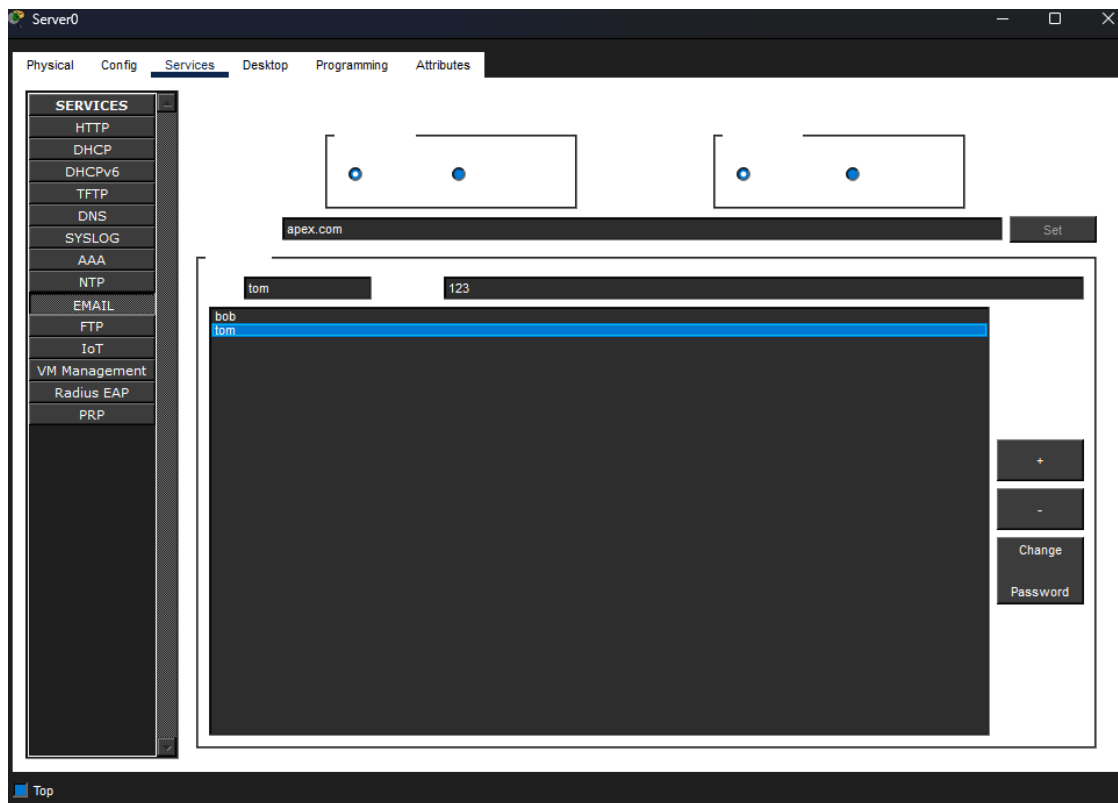 Server0
Physical Config Services Desktop Programming Attributes
SERVICES
HTTP
DHCP
DHCPv6
TFTP
DNS
SYSLOG
AAA
NTP
EMAIL
FTP
IoT
VM Management
Radius EAP
PRP
apex.com Set
tom 123
bob
tom
+
-
Change
Password
Top